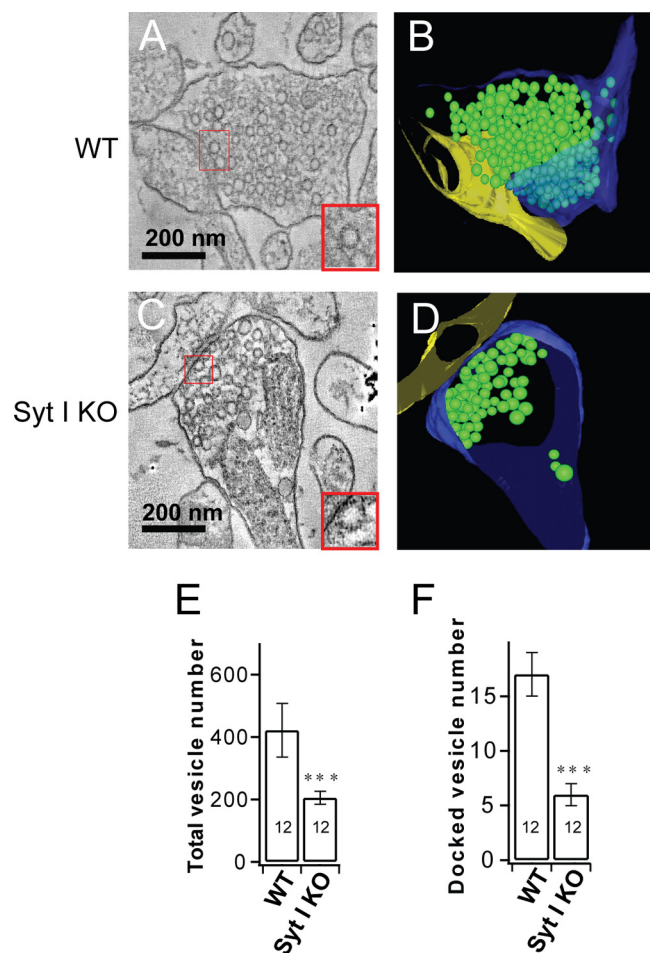 A
B
WT
200 nm
C
D
Syt I KO
200 nm
E
F
Total vesicle number
600
400
200
0
***
12
12
WT
Syt I KO
Docked vesicle number
15
10
5
0
***
12
12
WT
Syt I KO